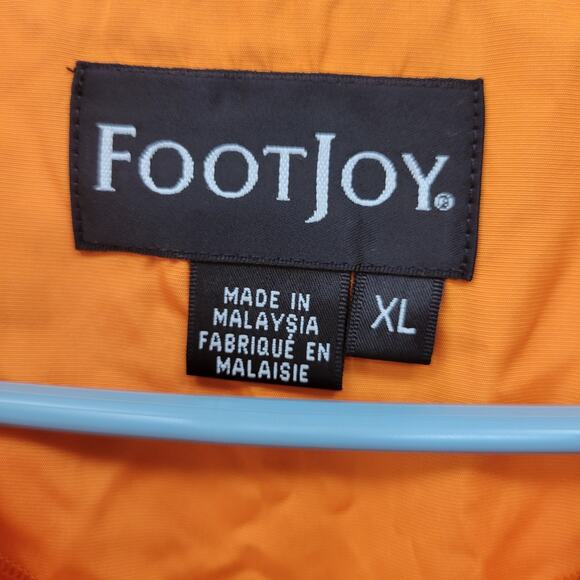 FOOTJOY®
MADE IN
MALAYSIA
FABRIQUÉ EN
MALAISIE
XL